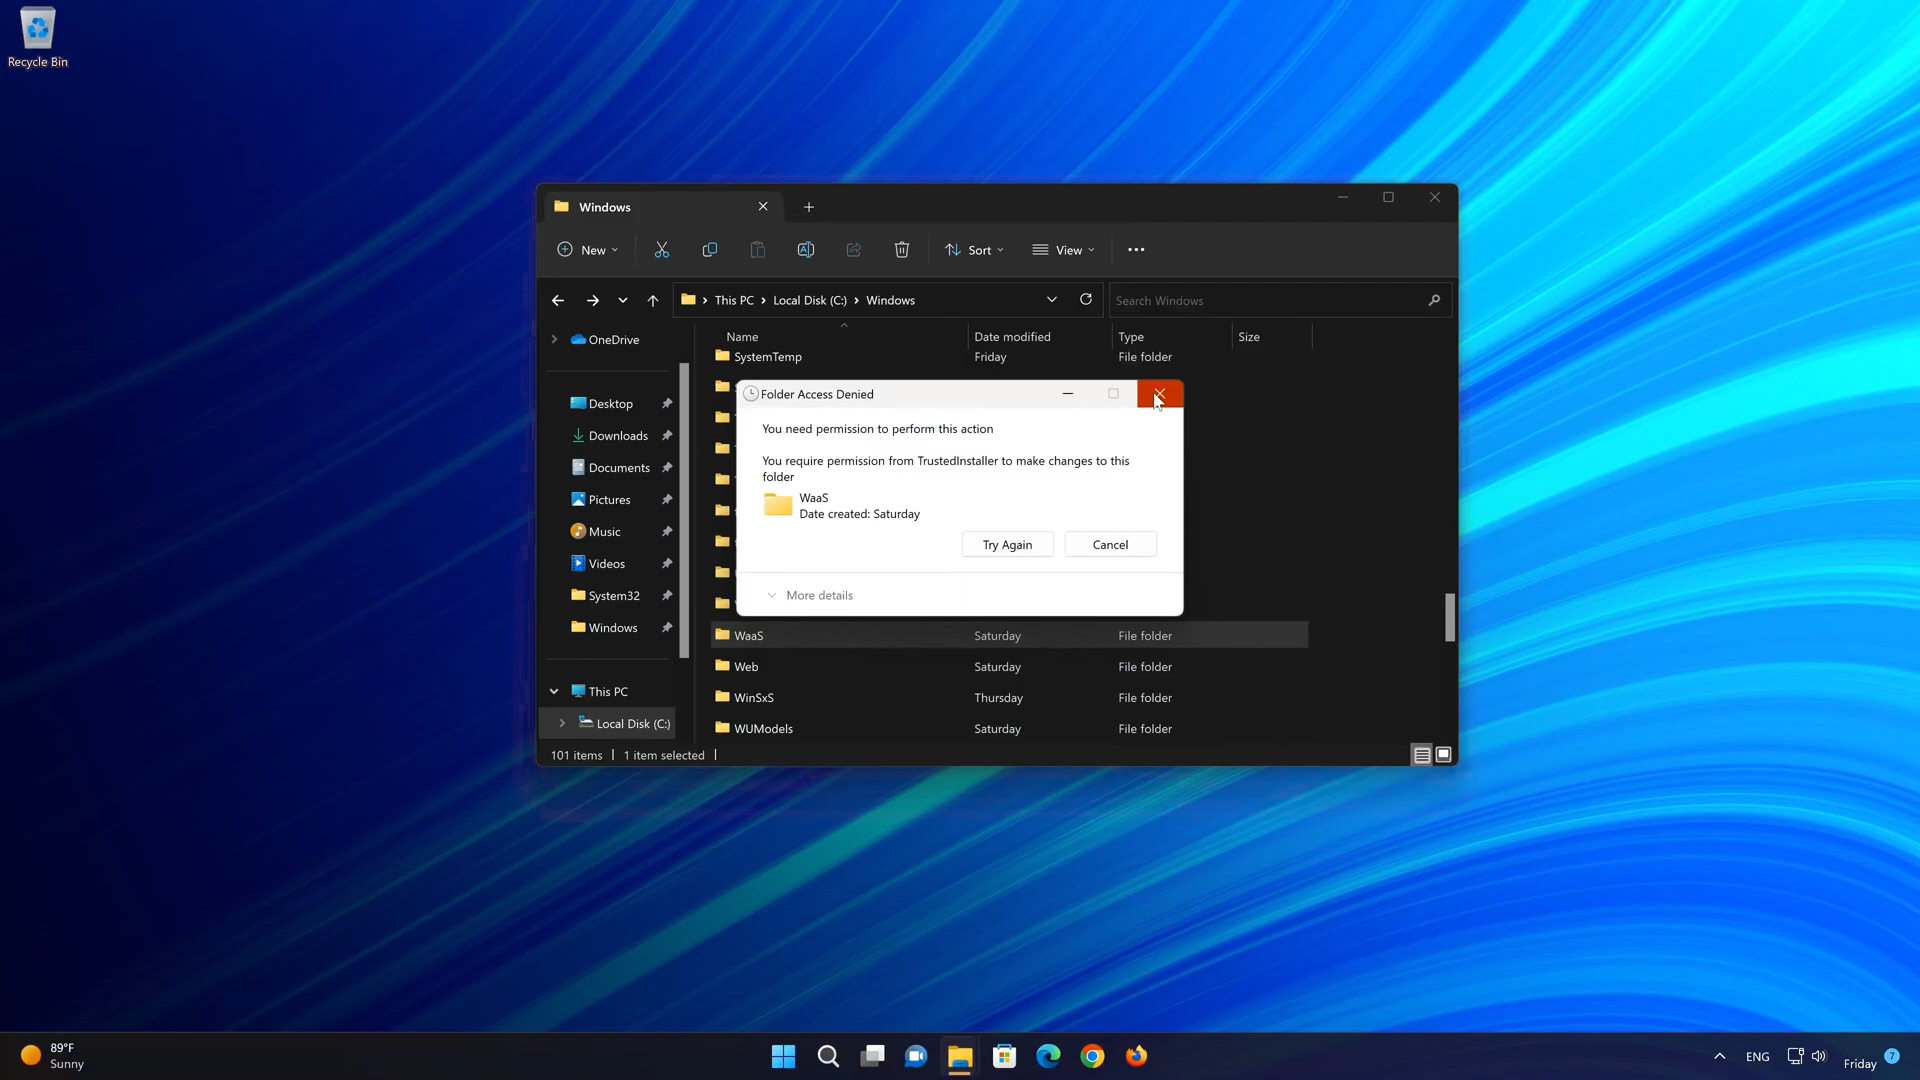 Recycle Bin
Windows
New
Sort
View
This PC
Local Disk (C:)
Windows
Search Windows
Name
Date modified
Type
Size
OneDrive
Desktop
Downloads
Documents
Pictures
Music
Videos
System32
Windows
This PC
Local Disk (C:)
SystemTemp
Friday
File folder
Folder Access Denied
You need permission to perform this action
You require permission from TrustedInstaller to make changes to this
folder
WaaS
Date created: Saturday
Try Again
Cancel
More details
WaaS
Saturday
File folder
Web
Saturday
File folder
WinSxS
Thursday
File folder
WUModels
Saturday
File folder
101 items
1 item selected
89°F
Sunny
ENG
Friday
7